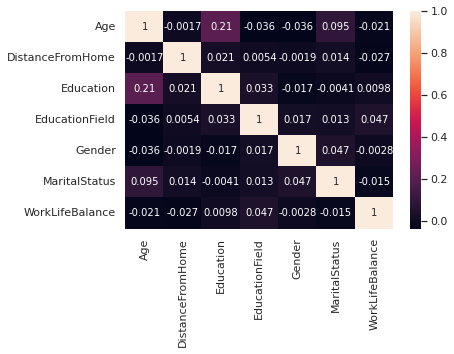 Age 1 -0.0017 0.21 -0.036 -0.036 0.095 -0.021
DistanceFromHome -0.0017 1 0.021 0.0054 -0.0019 0.014 -0.027
Education 0.21 0.021 1 0.033 -0.017 -0.0041 0.0098
EducationField -0.036 0.0054 0.033 1 0.017 0.013 0.047
Gender -0.036 -0.0019 -0.017 0.017 1 0.047 -0.0028
MaritalStatus 0.095 0.014 -0.0041 0.013 0.047 1 -0.015
WorkLifeBalance -0.021 -0.027 0.0098 0.047 -0.0028 -0.015 1
Age
DistanceFromHome
Education
EducationField
Gender
MaritalStatus
WorkLifeBalance
1.0
0.8
0.6
0.4
0.2
0.0